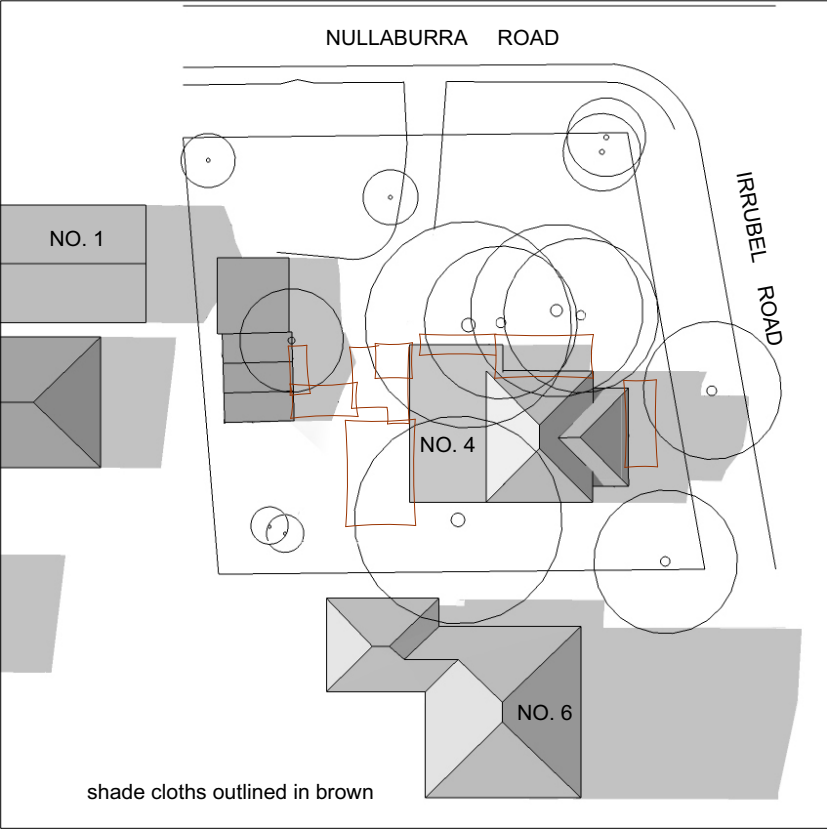 NULLABURRA ROAD
IRRUBEL ROAD
NO. 1
NO. 4
NO. 6
shade cloths outlined in brown